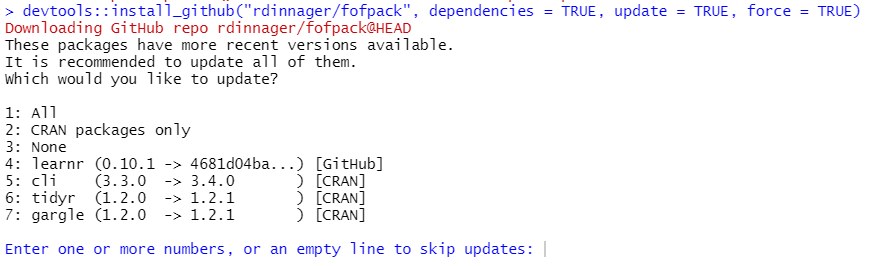 > devtools::install_github("rdinnager/fofpack", dependencies = TRUE, update = TRUE, force = TRUE)
Downloading GitHub repo rdinnager/fofpack@HEAD
These packages have more recent versions available.
It is recommended to update all of them.
Which would you like to update?

1: All
2: CRAN packages only
3: None
4: learnr (0.10.1 -> 4681d04ba...) [GitHub]
5: cli    (3.3.0  -> 3.4.0       ) [CRAN]
6: tidyr  (1.2.0  -> 1.2.1       ) [CRAN]
7: gargle (1.2.0  -> 1.2.1       ) [CRAN]

Enter one or more numbers, or an empty line to skip updates: